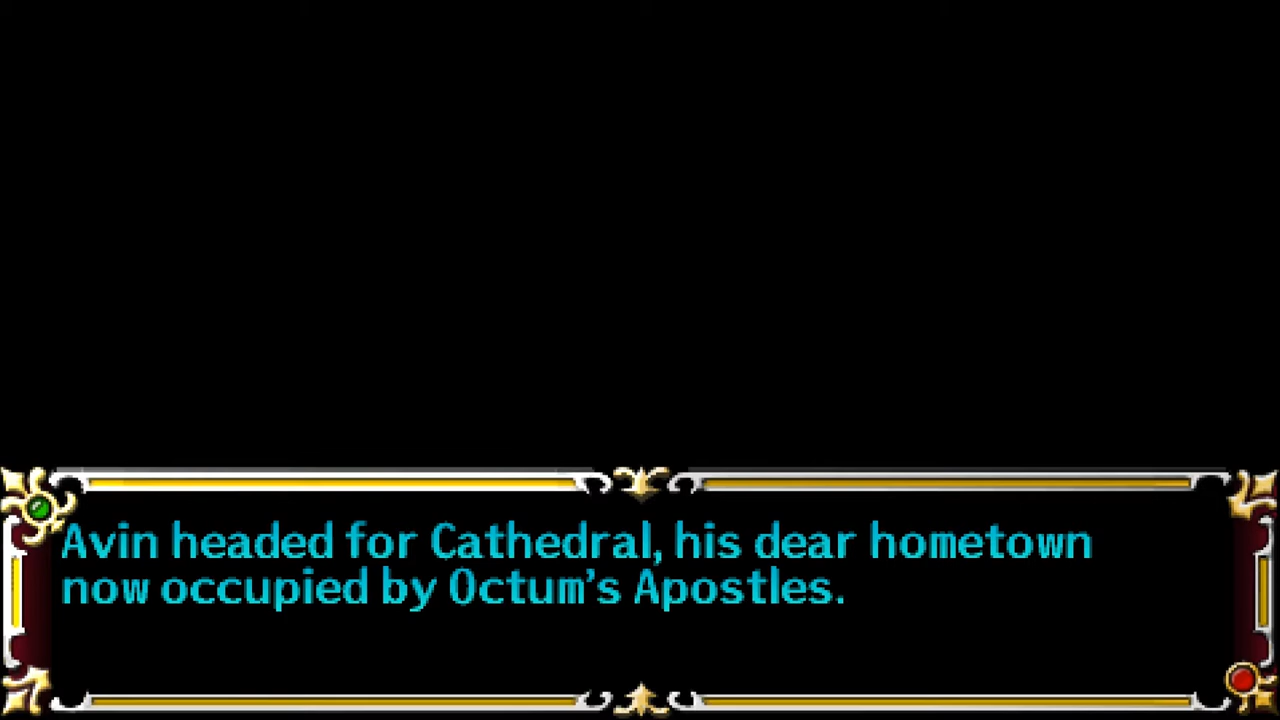 Avin headed for Cathedral, his dear hometown
now occupied by Octum's Apostles.